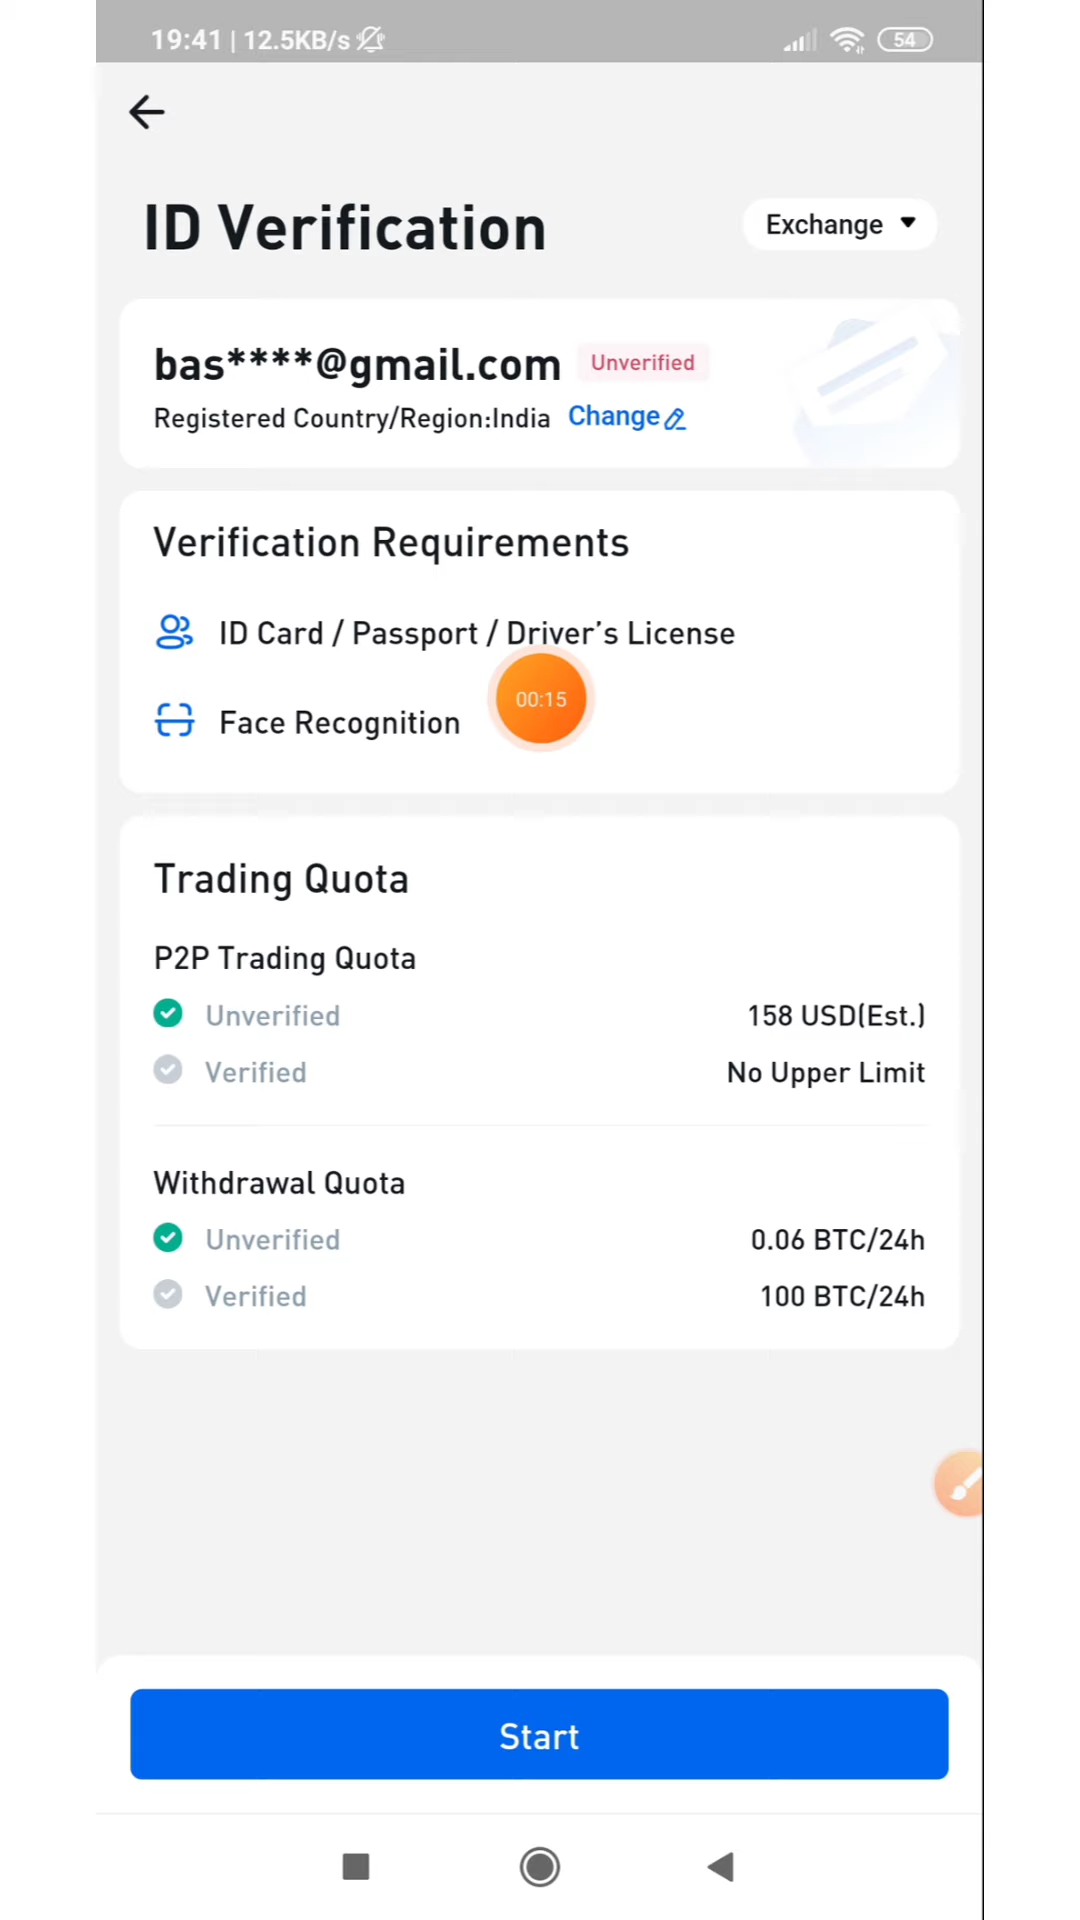 19:41 | 12.5KB/s
54
ID Verification
Exchange
bas****@gmail.com Unverified
Registered Country/Region:India Change
Verification Requirements
ID Card / Passport / Driver's License
00:15
Face Recognition
Trading Quota
P2P Trading Quota
Unverified 158 USD(Est.)
Verified No Upper Limit
Withdrawal Quota
Unverified 0.06 BTC/24h
Verified 100 BTC/24h
Start